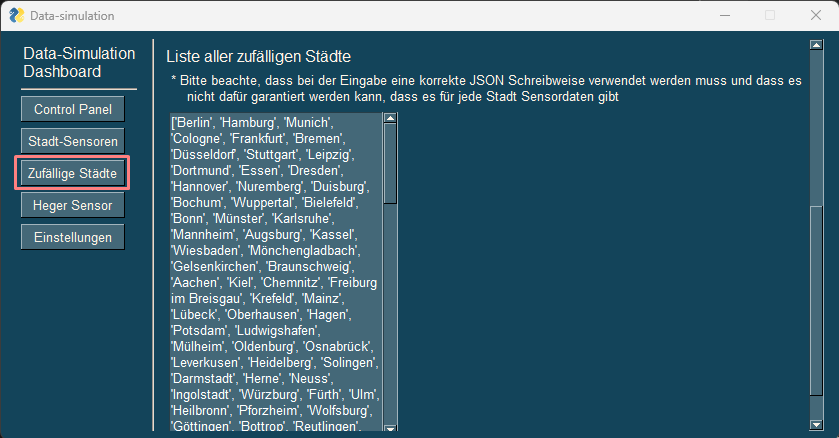 Data-simulation
Data-Simulation
Dashboard
Control Panel
Stadt-Sensoren
Zufällige Städte
Heger Sensor
Einstellungen
Liste aller zufälligen Städte
* Bitte beachte, dass bei der Eingabe eine korrekte JSON Schreibweise verwendet werden muss und dass es
nicht dafür garantiert werden kann, dass es für jede Stadt Sensordaten gibt
['Berlin', 'Hamburg', 'Munich',
'Cologne', 'Frankfurt', 'Bremen',
'Düsseldorf', 'Stuttgart', 'Leipzig',
'Dortmund', 'Essen', 'Dresden',
'Hannover', 'Nuremberg', 'Duisburg',
'Bochum', 'Wuppertal', 'Bielefeld',
'Bonn', 'Münster', 'Karlsruhe',
'Mannheim', 'Augsburg', 'Kassel',
'Wiesbaden', 'Mönchengladbach',
'Gelsenkirchen', 'Braunschweig',
'Aachen', 'Kiel', 'Chemnitz', 'Freiburg
im Breisgau', 'Krefeld', 'Mainz',
'Lübeck', 'Oberhausen', 'Hagen',
'Potsdam', 'Ludwigshafen',
'Mülheim', 'Oldenburg', 'Osnabrück',
'Leverkusen', 'Heidelberg', 'Solingen',
'Darmstadt', 'Herne', 'Neuss',
'Ingolstadt', 'Würzburg', 'Fürth', 'Ulm',
'Heilbronn', 'Pforzheim', 'Wolfsburg',
'Göttingen', 'Bottrop', 'Reutlingen',